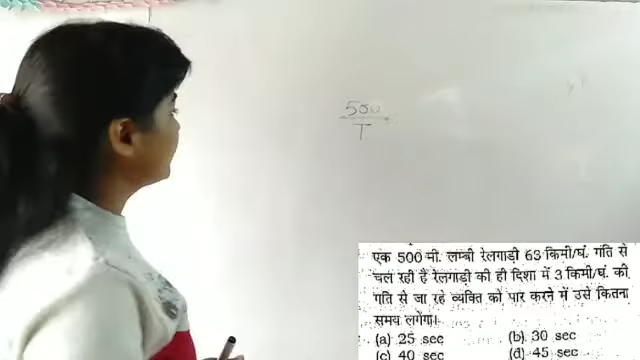 500
T
एक 500 मी. लम्बी रेलगाड़ी 63 किमी/घं. गति से
चल रही है रेलगाड़ी की ही दिशा में 3 किमी/घं. की
गति से जा रहे व्यक्ति को पार करने में उसे कितना
समय लगेगा।
(a) 25 sec (b) 30 sec
(c) 40 sec (d) 45 sec